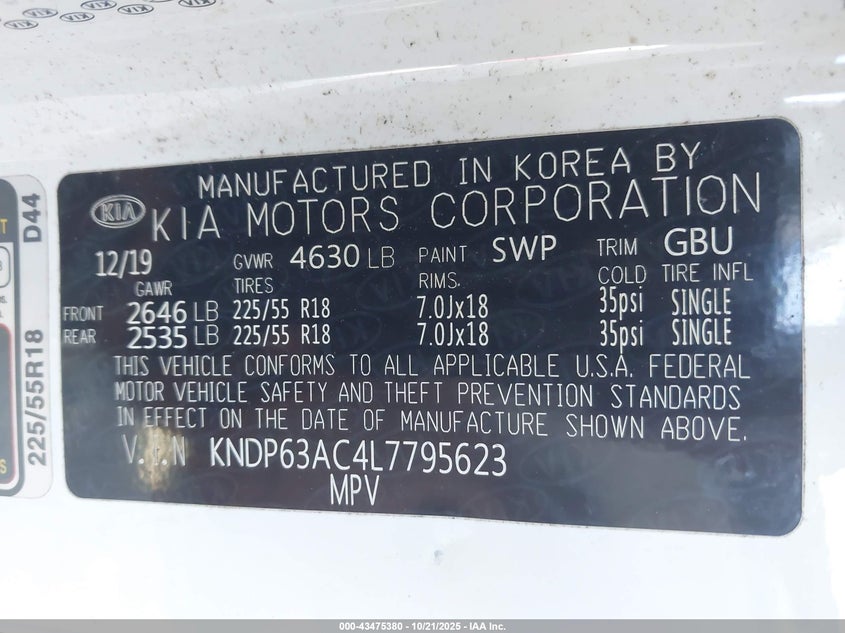 MANUFACTURED IN KOREA BY
KIA KIA MOTORS CORPORATION
12/19 GVWR 4630 LB PAINT SWP TRIM GBU
GAWR TIRES RIMS. COLD TIRE INFL
FRONT 2646 LB 225/55 R18 7.0Jx18 35psi SINGLE
REAR 2535 LB 225/55 R18 7.0Jx18 35psi SINGLE
THIS VEHICLE CONFORMS TO ALL APPLICABLE U.S.A. FEDERAL
MOTOR VEHICLE SAFETY AND THEFT PREVENTION STANDARDS
IN EFFECT ON THE DATE OF MANUFACTURE SHOWN ABOVE.
V.I.N KNDP63AC4L7795623
MPV
225/55R18 D44
000-43475380 - 10/21/2025 - IAA Inc.